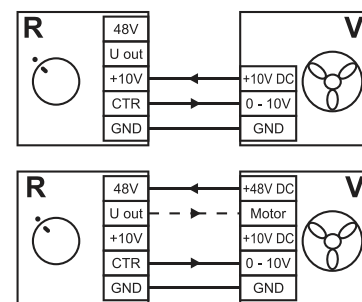 R 48V V
U out
+10V +10V DC
CTR 0 - 10V
GND GND
R 48V +48V DC V
U out Motor
+10V +10V DC
CTR 0 - 10V
GND GND